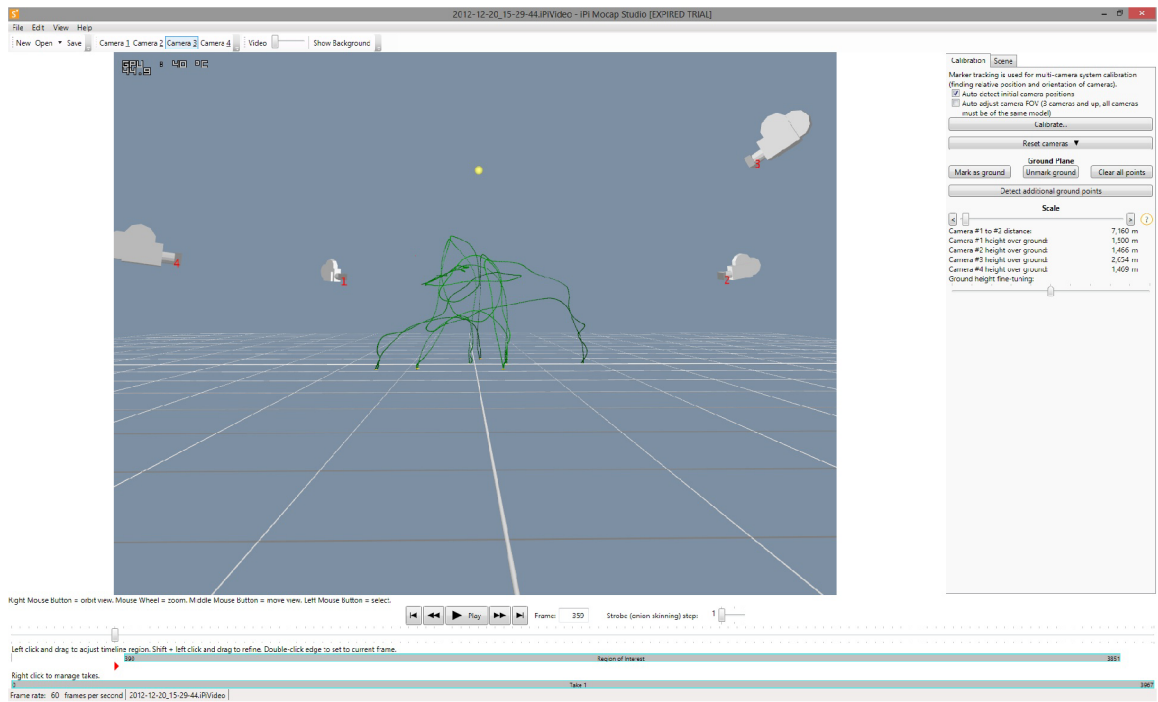 2012-12-20_15-29-44.iPiVideo - iPi Mocap Studio [EXPIRED TRIAL]
File Edit View Help
New Open Save Camera 1 Camera 2 Camera 3 Camera 4 Video Show Background
Calibration Scene
Marker tracking is used for multi-camera system calibration
(finding relative position and orientation of cameras).
Auto detect initial camera positions
Auto adjust camera FOV (3 cameras and up, all cameras
must be of the same model)
Calibrate...
Reset cameras
Ground Plane
Mark as ground Unmark ground Clear all points
Detect additional ground points
Scale
< > ?
Camera #1 to #2 distance: 7,160 m
Camera #1 height over ground: 1,500 m
Camera #2 height over ground: 1,466 m
Camera #3 height over ground: 2,654 m
Camera #4 height over ground: 1,469 m
Ground height fine-tuning:
3
4
1
2
Right Mouse Button = orbit view. Mouse Wheel = zoom. Middle Mouse Button = move view. Left Mouse Button = select.
Play Frame: 359 Strobe (onion skinning) step: 1
Left click and drag to adjust timeline region. Shift + left click and drag to refine. Double-click edge to set to current frame.
390 Region of Interest 3851
Right click to manage takes.
0 Take 1 3967
Frame rate: 60 frames per second 2012-12-20_15-29-44.iPiVideo